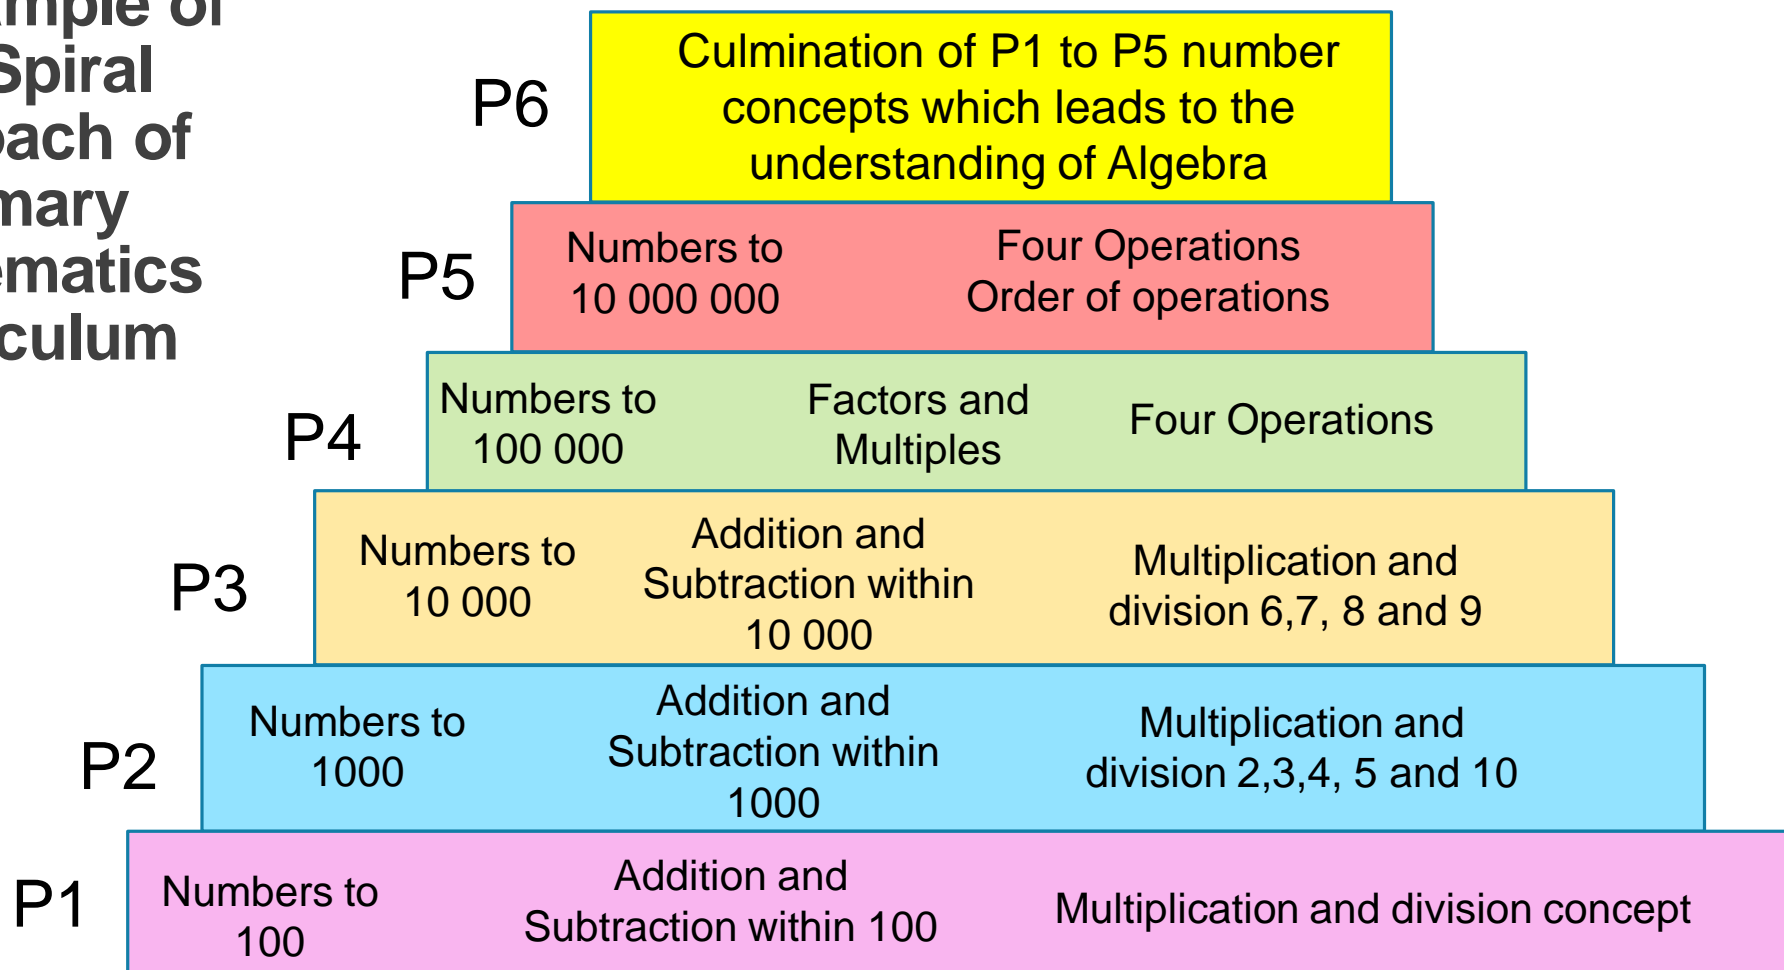 Spiral
of
P6
Culmination of P1 to P5 number
concepts which leads to the
understanding of Algebra
P5
Numbers to
10 000 000
Four Operations
Order of operations
P4
Numbers to
100 000
Factors and
Multiples
Four Operations
P3
Numbers to
10 000
Addition and
Subtraction within
10 000
Multiplication and
division 6,7, 8 and 9
P2
Numbers to
1000
Addition and
Subtraction within
1000
Multiplication and
division 2,3,4, 5 and 10
P1
Numbers to
100
Addition and
Subtraction within 100
Multiplication and division concept